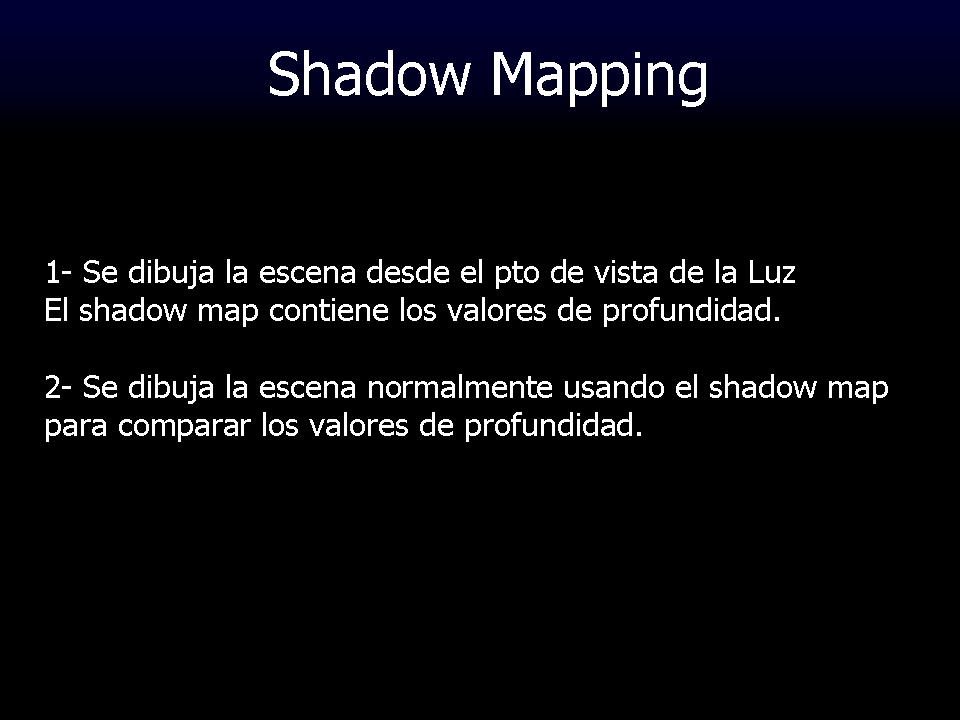 Shadow Mapping
1- Se dibuja la escena desde el pto de vista de la Luz
El shadow map contiene los valores de profundidad.
2- Se dibuja la escena normalmente usando el shadow map
para comparar los valores de profundidad.